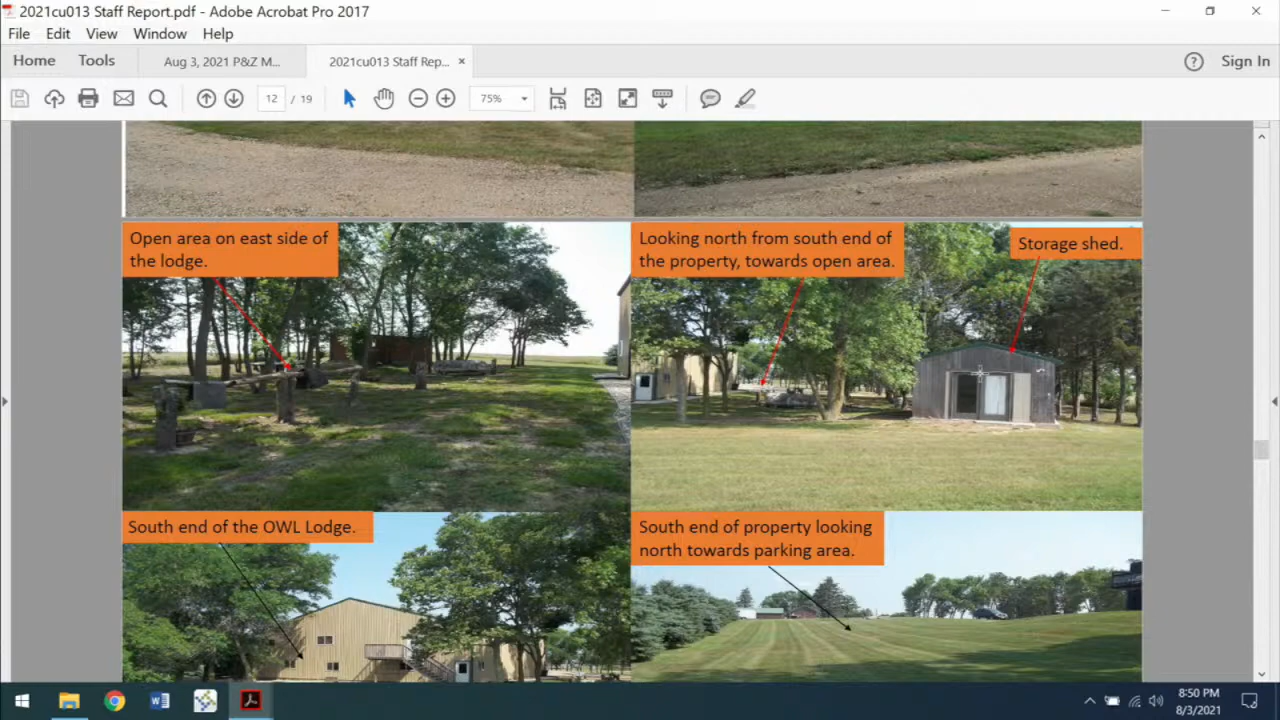 2021cu013 Staff Report.pdf - Adobe Acrobat Pro 2017
File Edit View Window Help
Home Tools Aug 3, 2021 P&Z M... 2021cu013 Staff Rep... × ? Sign In
12 / 19 75%
Open area on east side of
the lodge.
Looking north from south end of
the property, towards open area.
Storage shed.
South end of the OWL Lodge.
South end of property looking
north towards parking area.
8:50 PM
8/3/2021